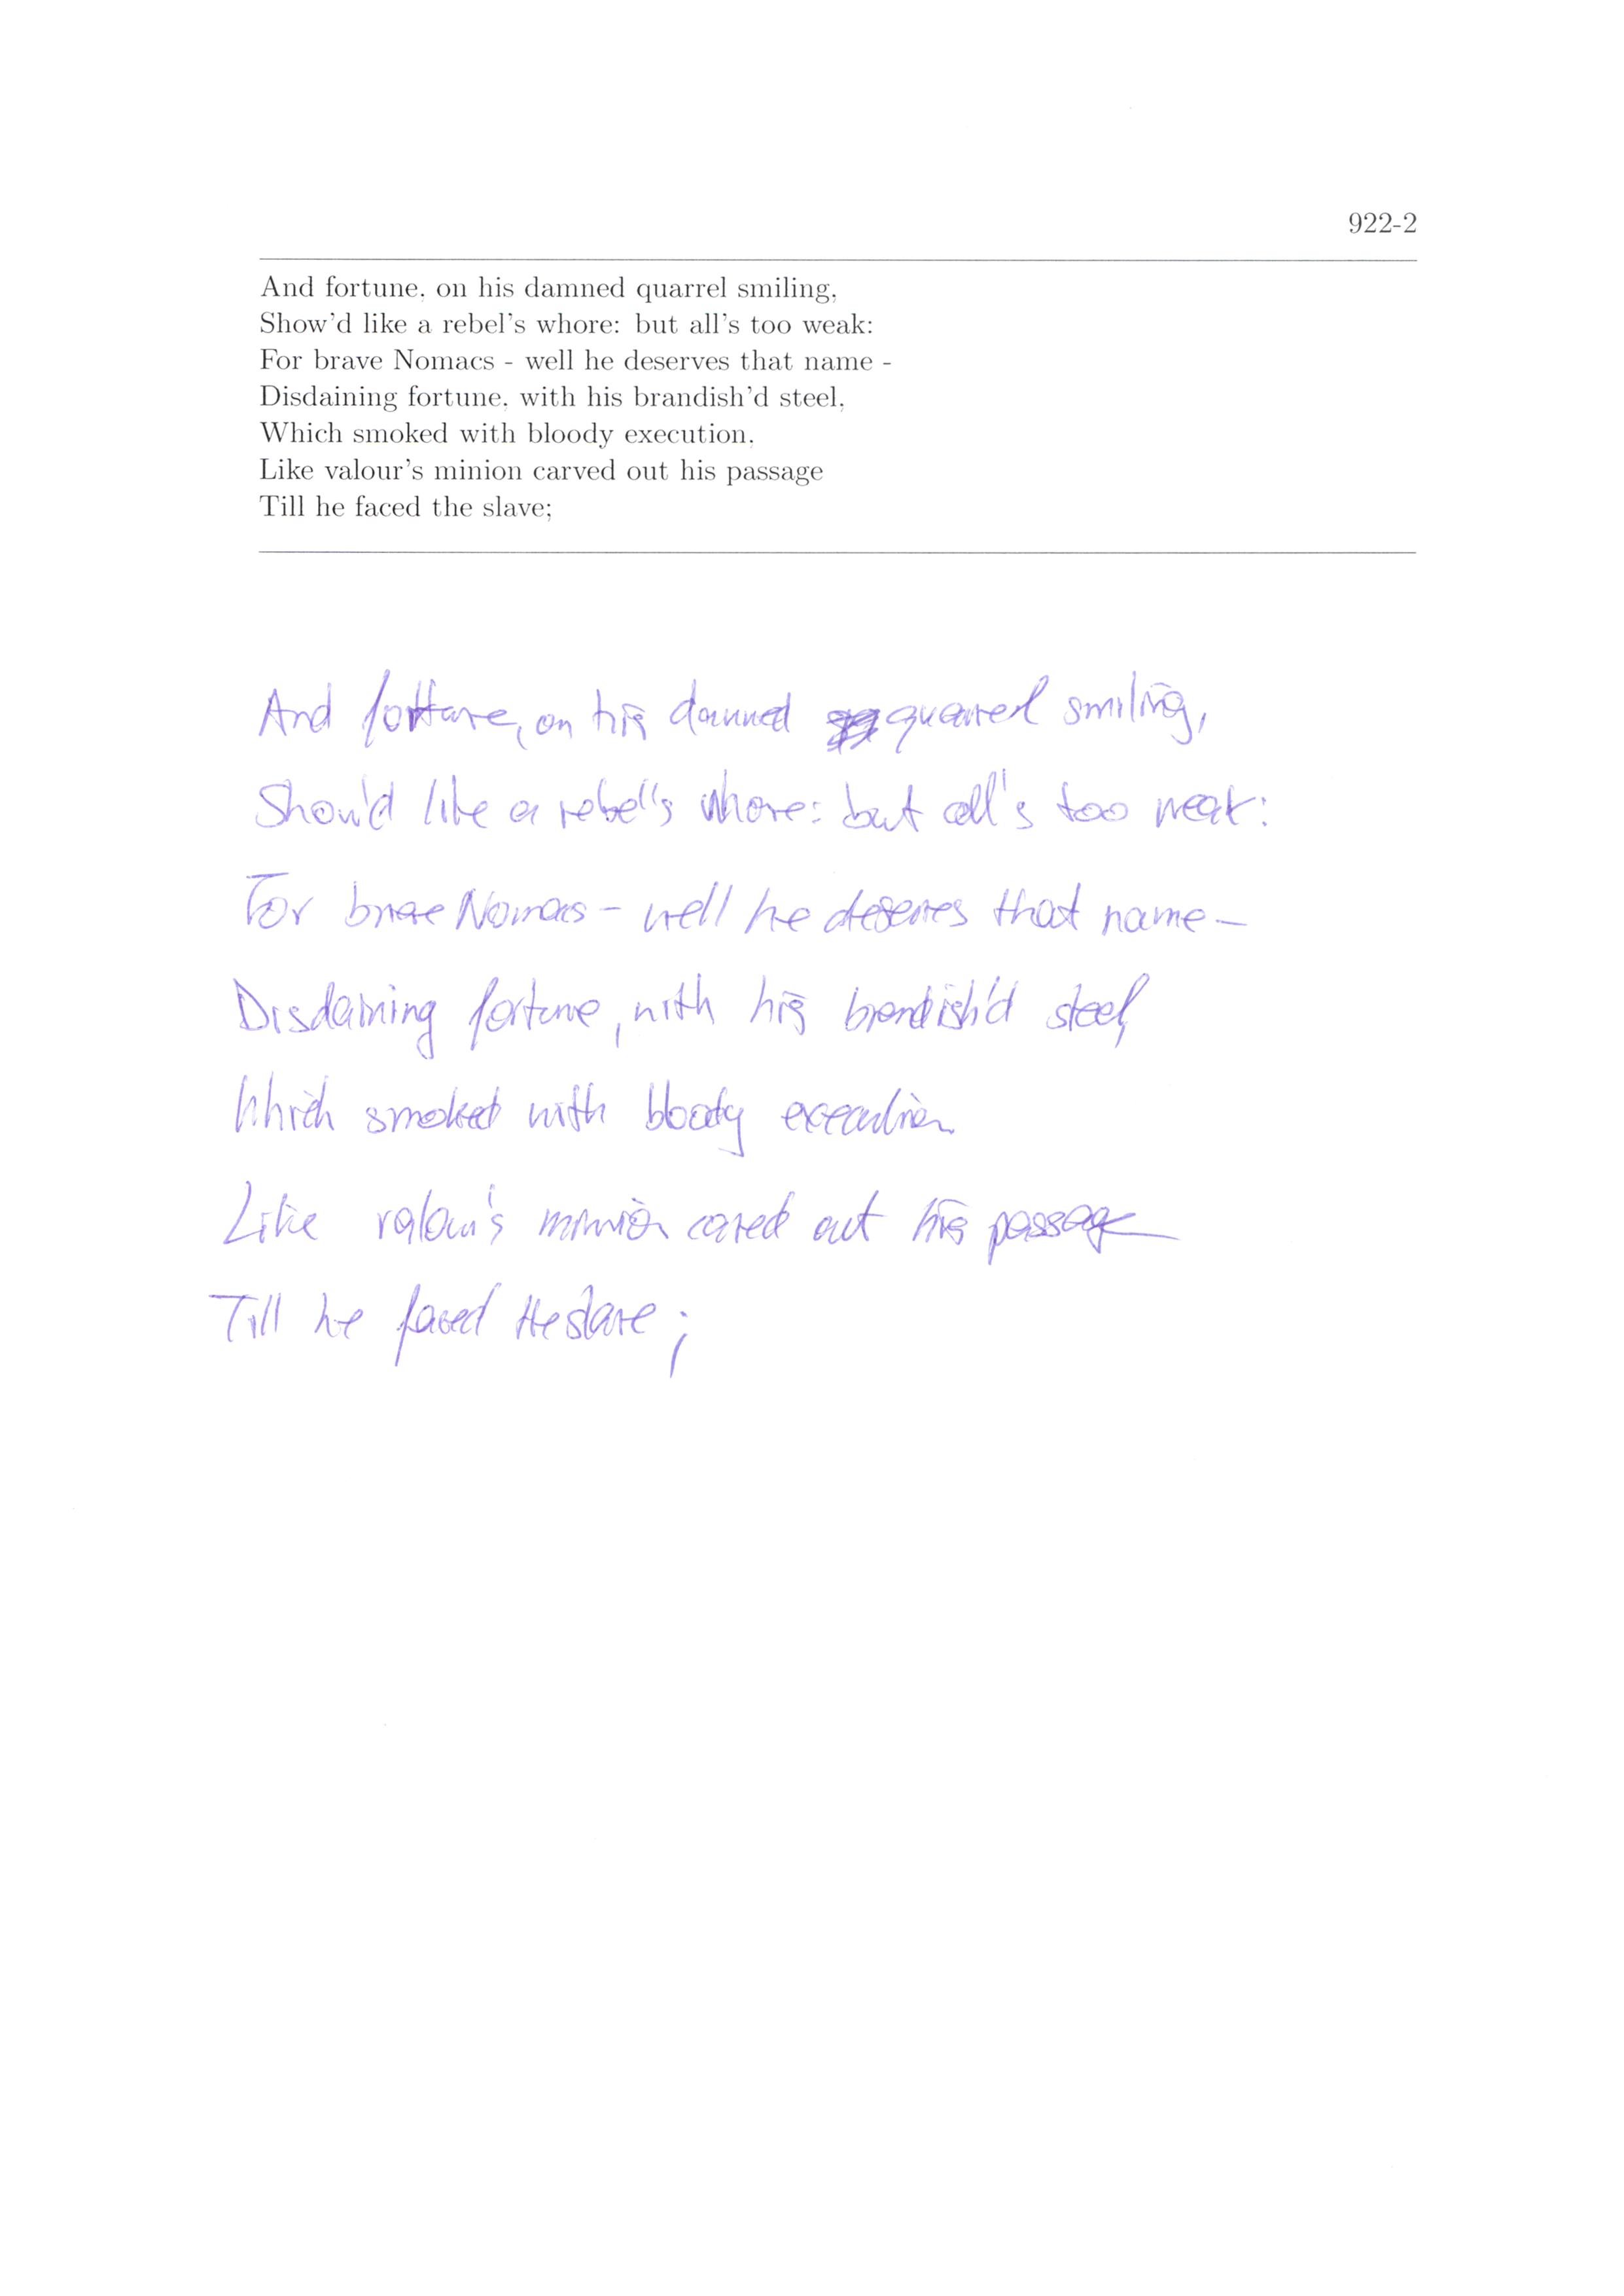 922-2
And fortune, on his damned quarrel smiling,
Show'd like a rebel's whore: but all's too weak:
For brave Nomacs - well he deserves that name -
Disdaining fortune, with his brandish'd steel,
Which smoked with bloody execution,
Like valour's minion carved out his passage
Till he faced the slave;
And fortune, on his damned quarrel smiling,
Show'd like a rebel's whore: but all's too weak:
For brave Nomacs - well he deserves that name -
Disdaining fortune, with his brandish'd steel,
Which smoked with bloody execution
Like valour's minion carved out his passage
Till he faced the slave;